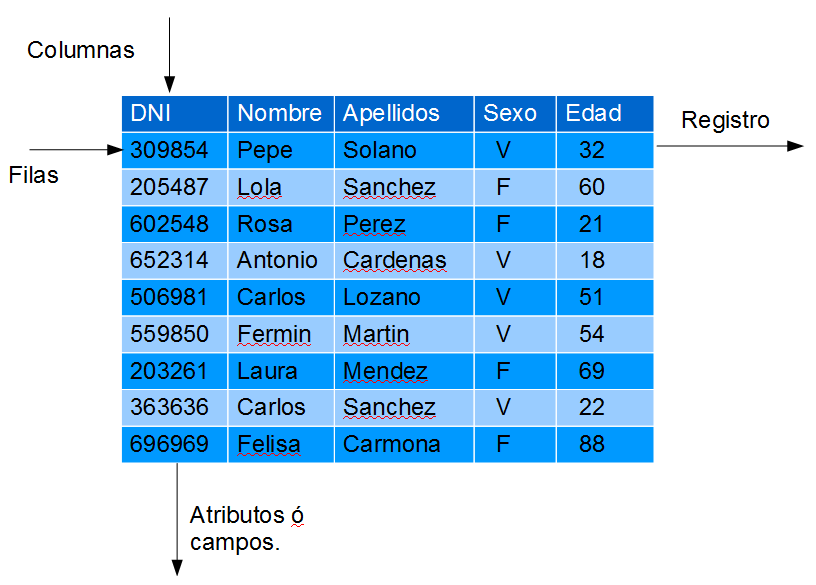 Columnas
DNI Nombre Apellidos Sexo Edad
Registro
309854 Pepe Solano V 32
Filas
205487 Lola Sanchez F 60
602548 Rosa Perez F 21
652314 Antonio Cardenas V 18
506981 Carlos Lozano V 51
559850 Fermin Martin V 54
203261 Laura Mendez F 69
363636 Carlos Sanchez V 22
696969 Felisa Carmona F 88
Atributos ó
campos.